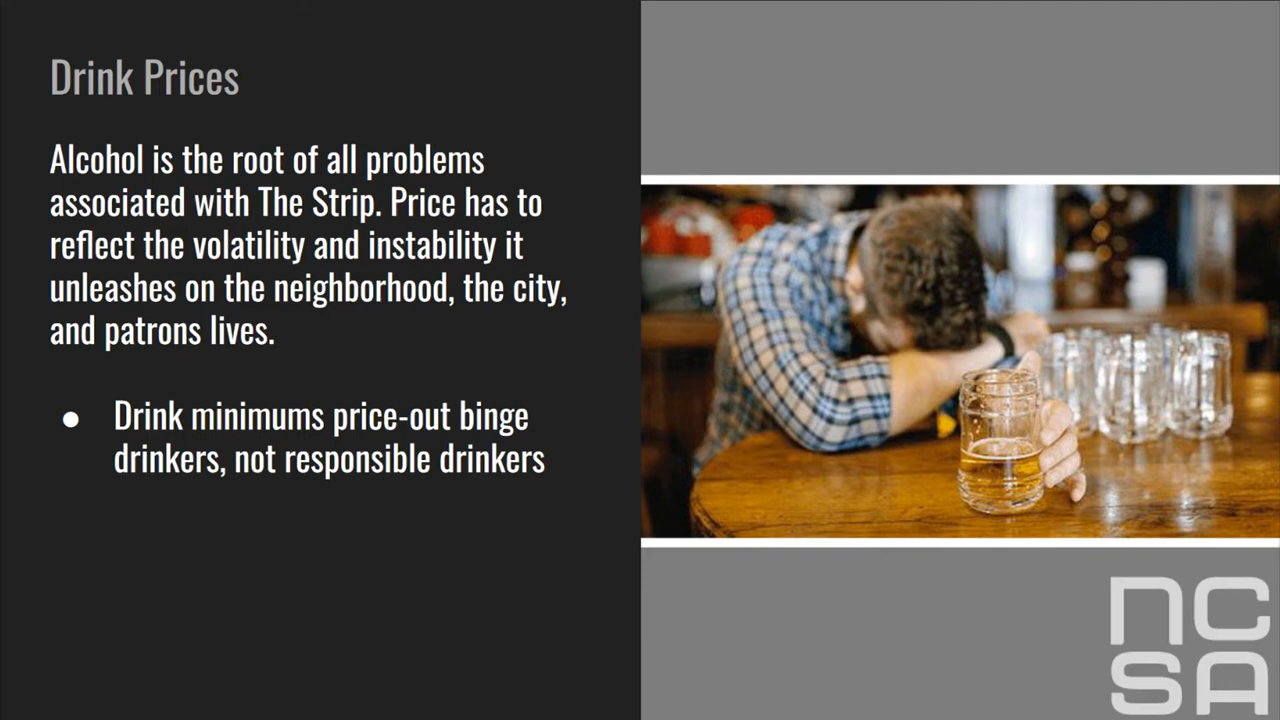 Drink Prices
Alcohol is the root of all problems
associated with The Strip. Price has to
reflect the volatility and instability it
unleashes on the neighborhood, the city,
and patrons lives.
● Drink minimums price-out binge
drinkers, not responsible drinkers
NC
SA